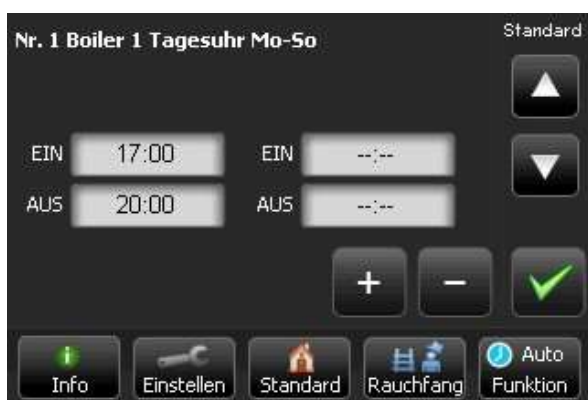 Nr. 1 Boiler 1 Tagesuhr Mo-So
Standard
EIN 17:00 EIN --:--
AUS 20:00 AUS --:--
+ -
Info Einstellen Standard Rauchfang Auto Funktion